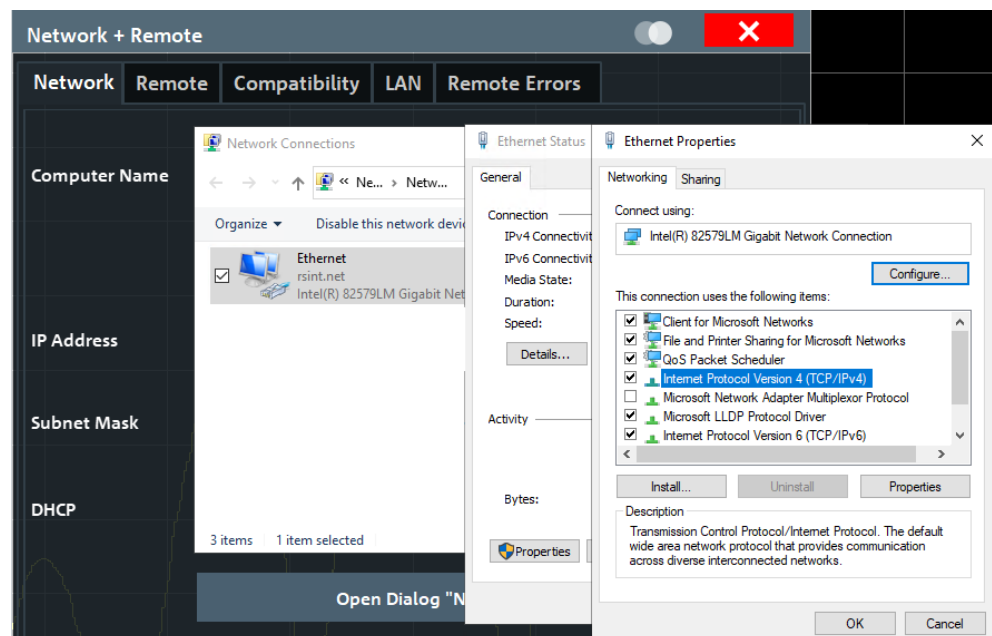 Network + Remote
Network
Remote
Compatibility
LAN
Remote Errors
Computer Name
IP Address
Subnet Mask
DHCP
Network Connections
« Ne... › Netw...
Organize
Disable this network devi
Ethernet
rsint.net
Intel(R) 82579LM Gigabit Net
3 items
1 item selected
Open Dialog "N
Ethernet Status
General
Connection
IPv4 Connectivit
IPv6 Connectivit
Media State:
Duration:
Speed:
Details...
Activity
Bytes:
Properties
Ethernet Properties
Networking
Sharing
Connect using:
Intel(R) 82579LM Gigabit Network Connection
Configure...
This connection uses the following items:
Client for Microsoft Networks
File and Printer Sharing for Microsoft Networks
QoS Packet Scheduler
Internet Protocol Version 4 (TCP/IPv4)
Microsoft Network Adapter Multiplexor Protocol
Microsoft LLDP Protocol Driver
Internet Protocol Version 6 (TCP/IPv6)
Install...
Uninstall
Properties
Description
Transmission Control Protocol/Internet Protocol. The default
wide area network protocol that provides communication
across diverse interconnected networks.
OK
Cancel